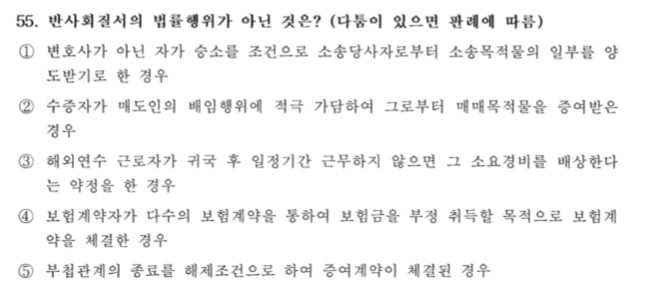 55. 반사회질서의 법률행위가 아닌 것은? (다툼이 있으면 판례에 따름)
① 변호사가 아닌 자가 승소를 조건으로 소송당사자로부터 소송목적물의 일부를 양
도받기로 한 경우
② 수증자가 매도인의 배임행위에 적극 가담하여 그로부터 매매목적물을 증여받은
경우
③ 해외연수 근로자가 귀국 후 일정기간 근무하지 않으면 그 소요경비를 배상한다
는 약정을 한 경우
④ 보험계약자가 다수의 보험계약을 통하여 보험금을 부정 취득할 목적으로 보험계
약을 체결한 경우
⑤ 부첩관계의 종료를 해제조건으로 하여 증여계약이 체결된 경우